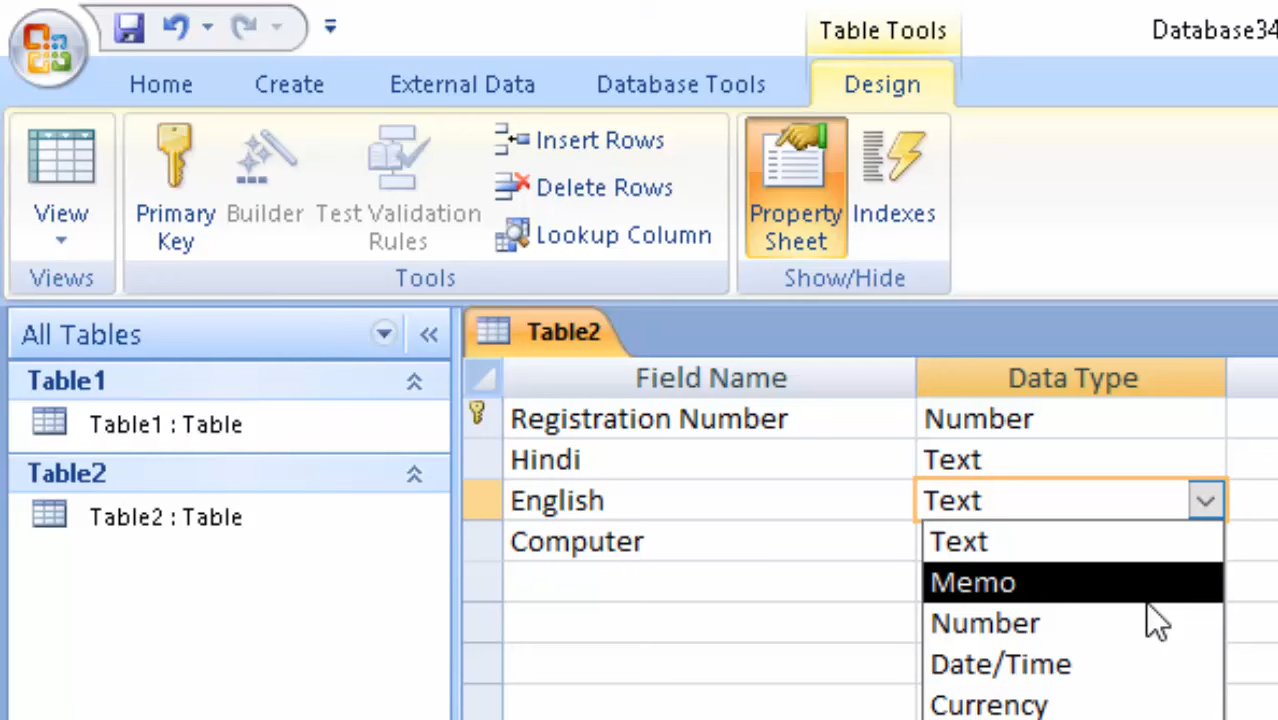 Table Tools
Database34
Home Create External Data Database Tools Design
View
Views
Primary Key
Builder
Test Validation Rules
Insert Rows
Delete Rows
Lookup Column
Tools
Property Sheet
Indexes
Show/Hide
All Tables
Table1
Table1 : Table
Table2
Table2 : Table
Table2
Field Name Data Type
Registration Number Number
Hindi Text
English Text
Computer
Text
Memo
Number
Date/Time
Currency